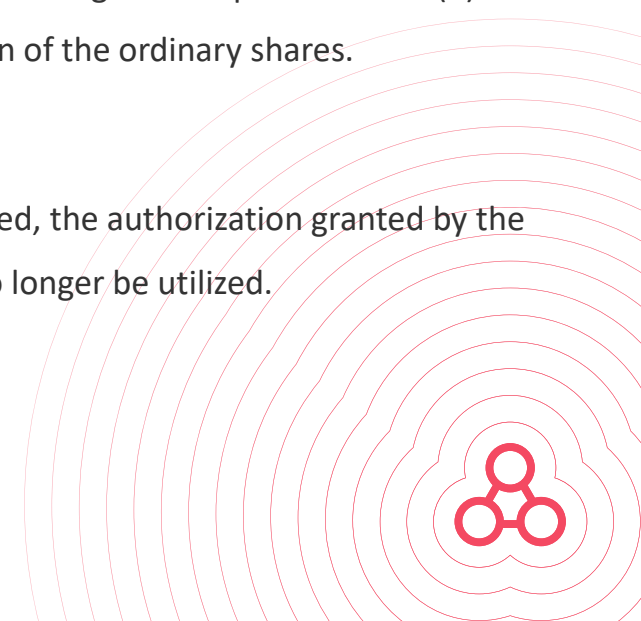 n of the ordinary shares.
ed, the authorization granted by the
longer be utilized.